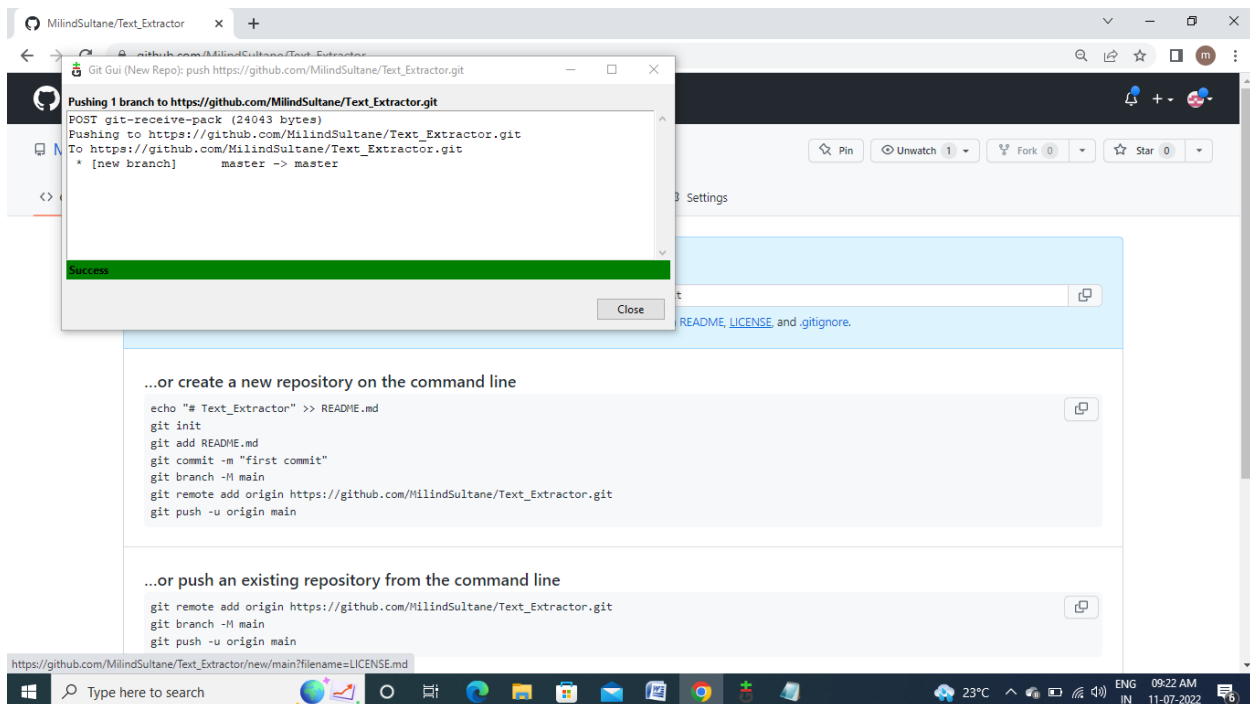 MilindSultane/Text_Extractor
github.com/MilindSultane/Text_Extractor
m
Git Gui (New Repo): push https://github.com/MilindSultane/Text_Extractor.git
Pushing 1 branch to https://github.com/MilindSultane/Text_Extractor.git
POST git-receive-pack (24043 bytes)
Pushing to https://github.com/MilindSultane/Text_Extractor.git
To https://github.com/MilindSultane/Text_Extractor.git
* [new branch] master -> master
Success
Close
Pin
Unwatch 1
Fork 0
Star 0
Settings
README, LICENSE, and .gitignore.
...or create a new repository on the command line
echo "# Text_Extractor" >> README.md
git init
git add README.md
git commit -m "first commit"
git branch -M main
git remote add origin https://github.com/MilindSultane/Text_Extractor.git
git push -u origin main
...or push an existing repository from the command line
git remote add origin https://github.com/MilindSultane/Text_Extractor.git
git branch -M main
git push -u origin main
https://github.com/MilindSultane/Text_Extractor/new/main?filename=LICENSE.md
Type here to search
23°C
ENG
IN
09:22 AM
11-07-2022
6